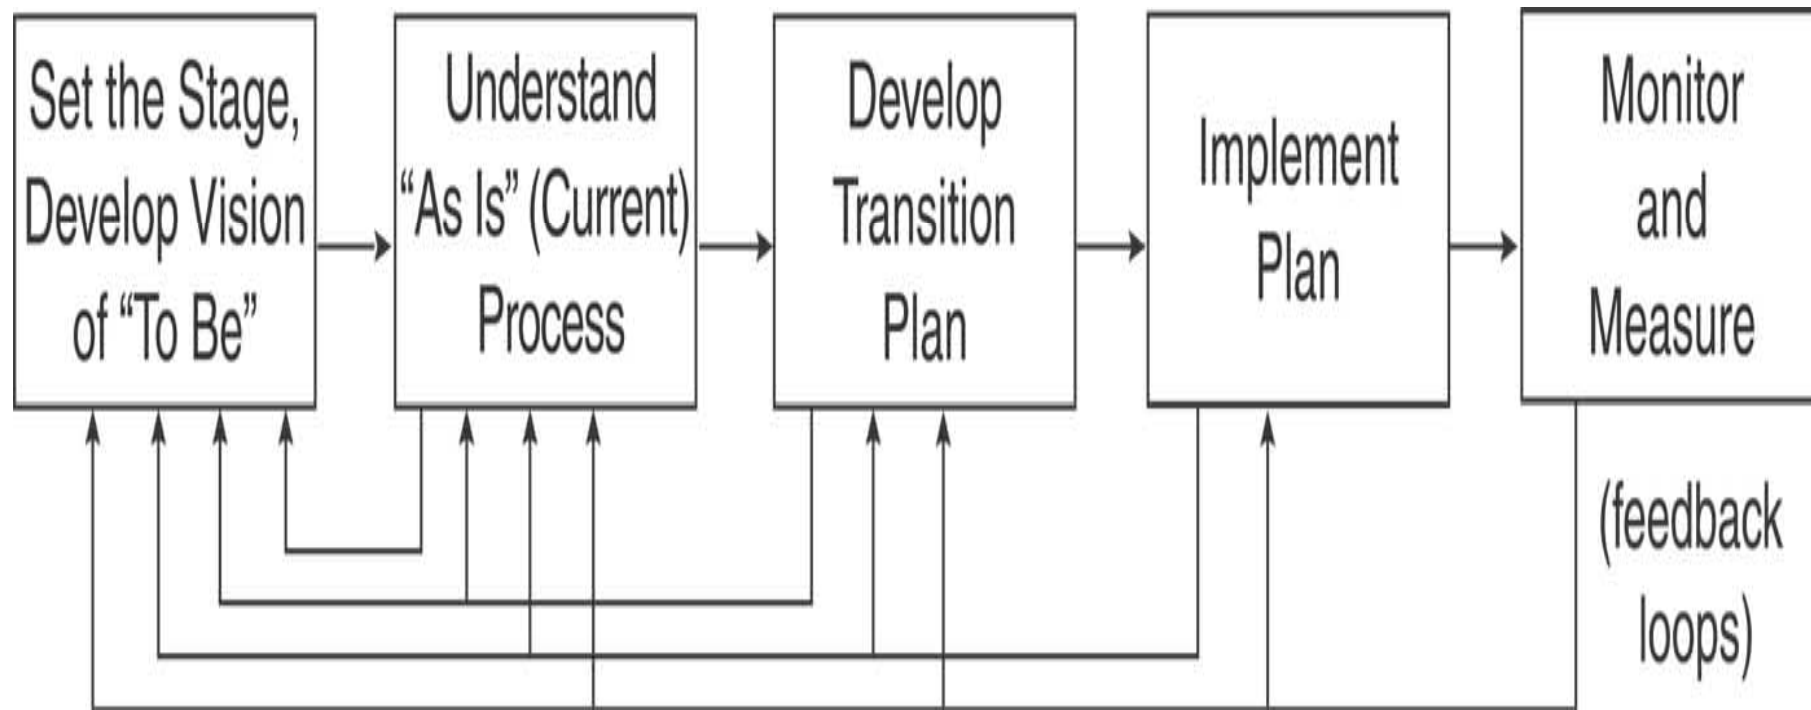 Set the Stage,
Develop Vision
of “To Be”
Understand
“As Is” (Current)
Process
Develop
Transition
Plan
Implement
Plan
Monitor
and
Measure
(feedback
loops)